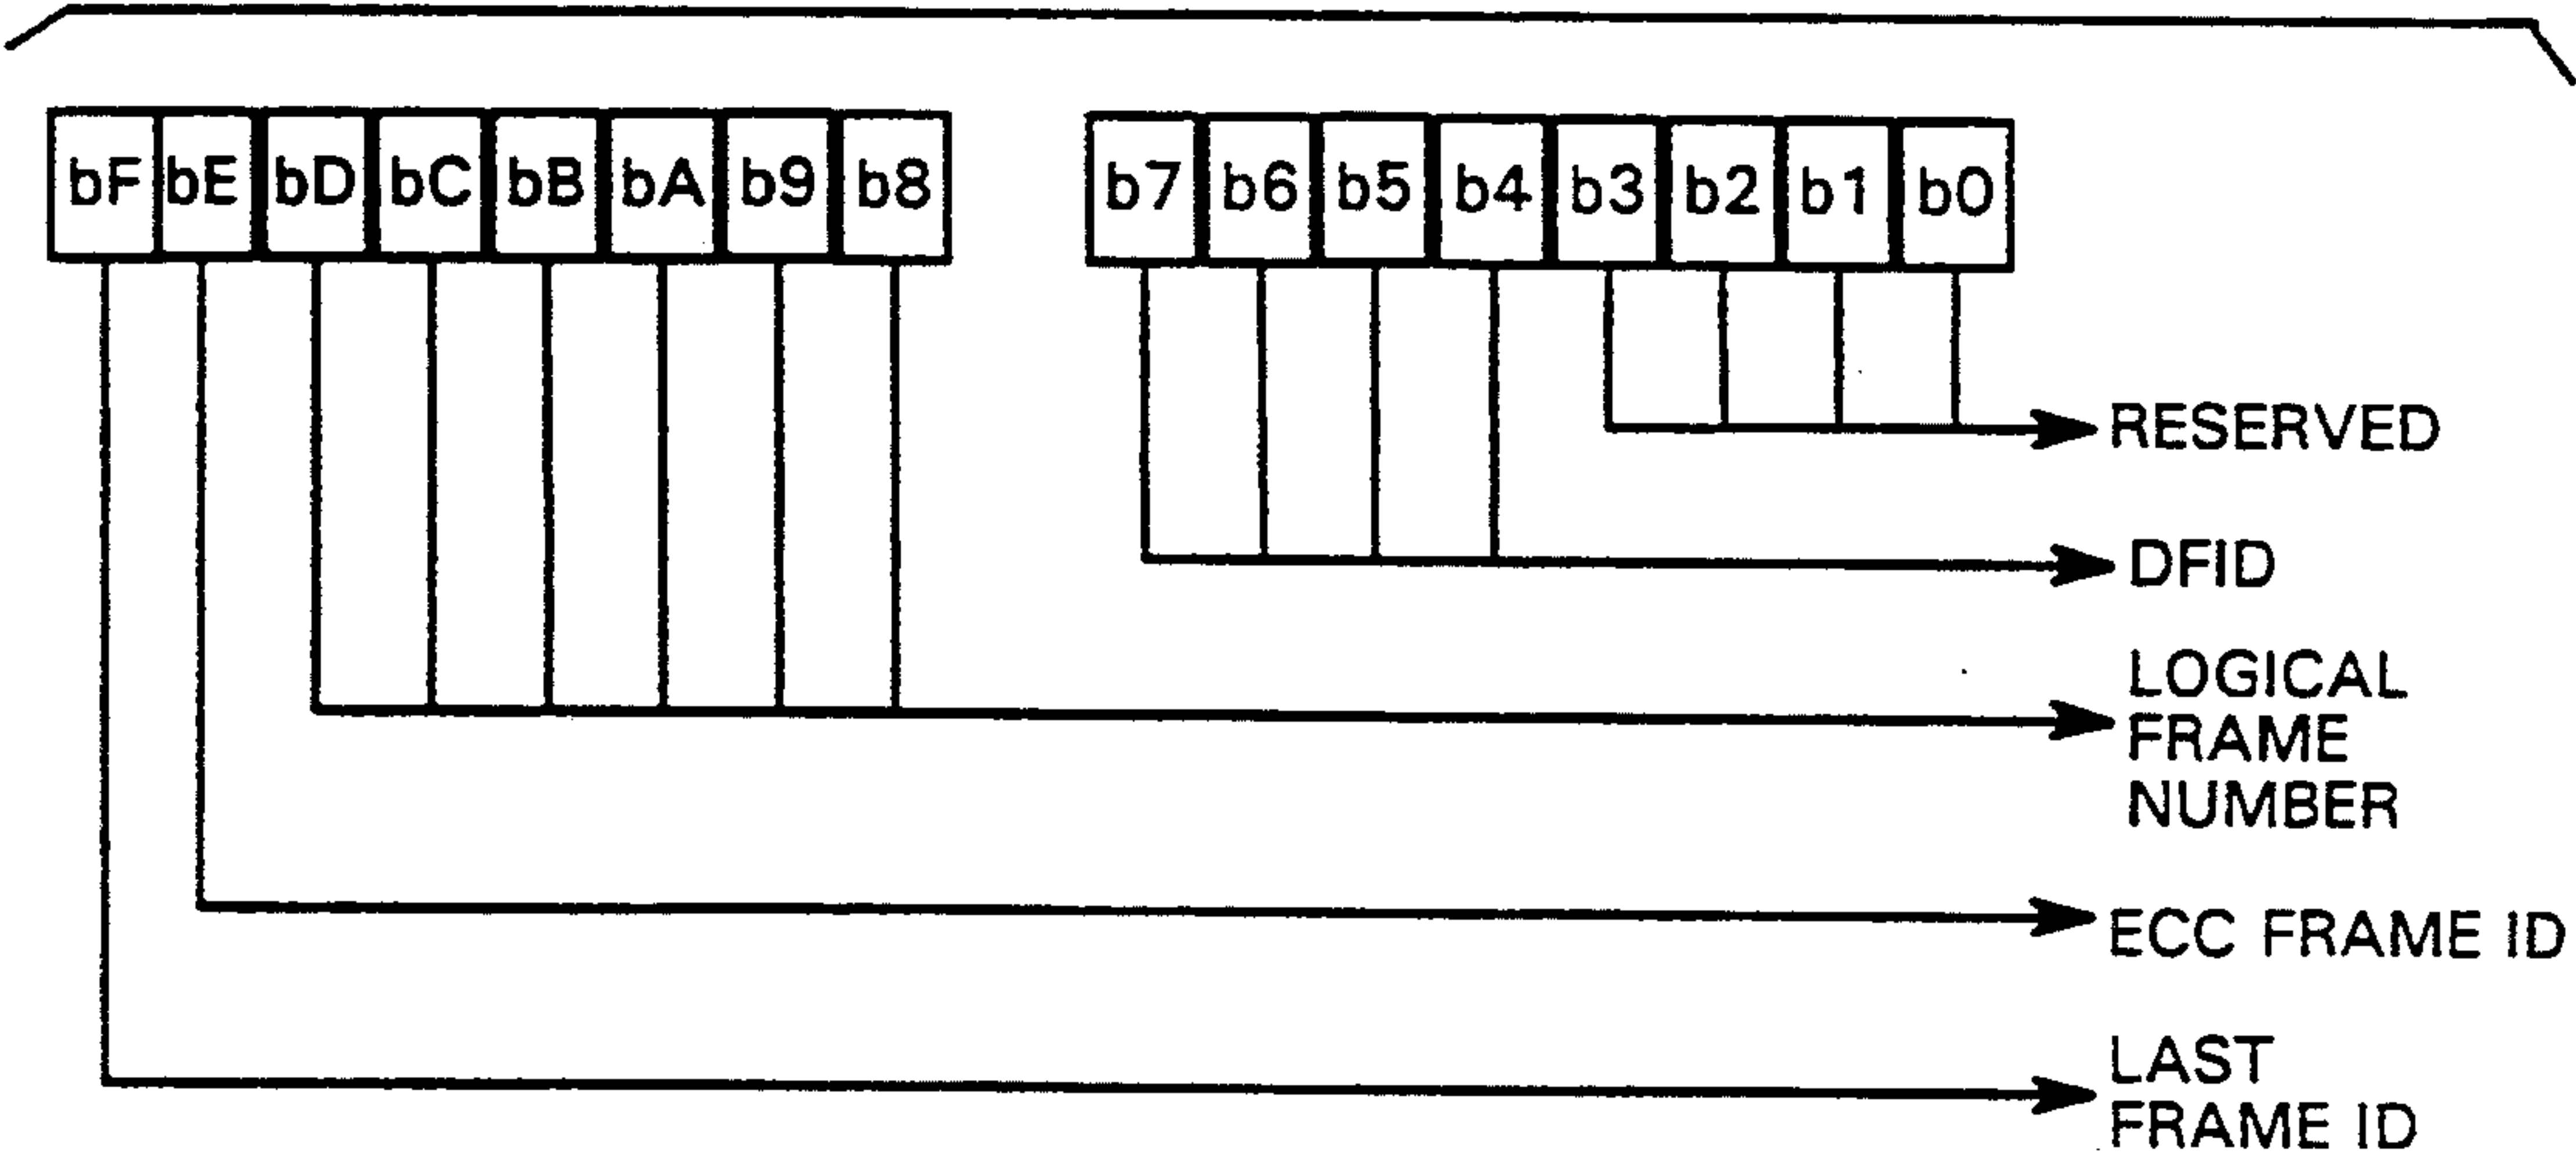 bF bE bD bC bB bA b9 b8 b7 b6 b5 b4 b3 b2 b1 b0
RESERVED
DFID
LOGICAL
FRAME
NUMBER
ECC FRAME ID
LAST
FRAME ID